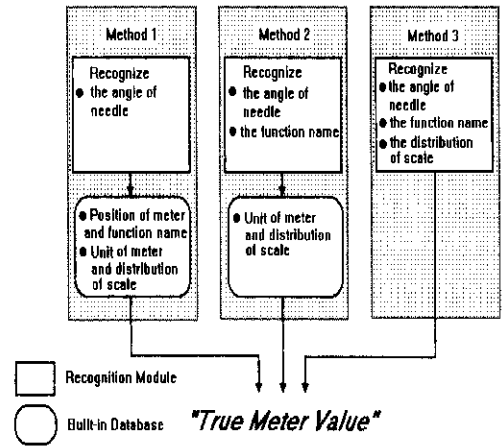 Method 1
Recognize
● the angle of
needle
● Position of meter
and function name
● Unit of meter
and distribution
of scale
Method 2
Recognize
● the angle of
needle
● the function name
● Unit of meter
and distribution
of scale
Method 3
Recognize
● the angle of
needle
● the function name
● the distribution
of scale
Recognition Module
Built-in Database
"True Meter Value"